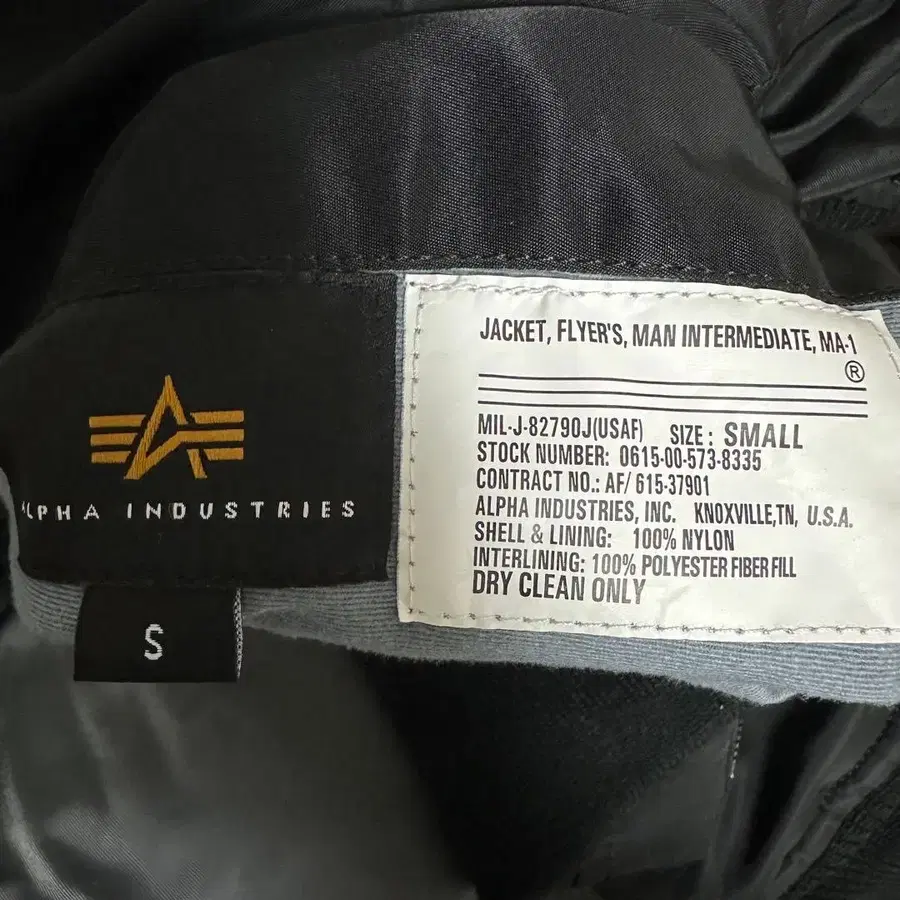 ALPHA INDUSTRIES
S
JACKET, FLYER'S, MAN INTERMEDIATE, MA-1
®
MIL-J-82790J(USAF) SIZE: SMALL
STOCK NUMBER: 0615-00-573-8335
CONTRACT NO.: AF/ 615-37901
ALPHA INDUSTRIES, INC. KNOXVILLE,TN, U.S.A.
SHELL & LINING: 100% NYLON
INTERLINING: 100% POLYESTER FIBER FILL
DRY CLEAN ONLY